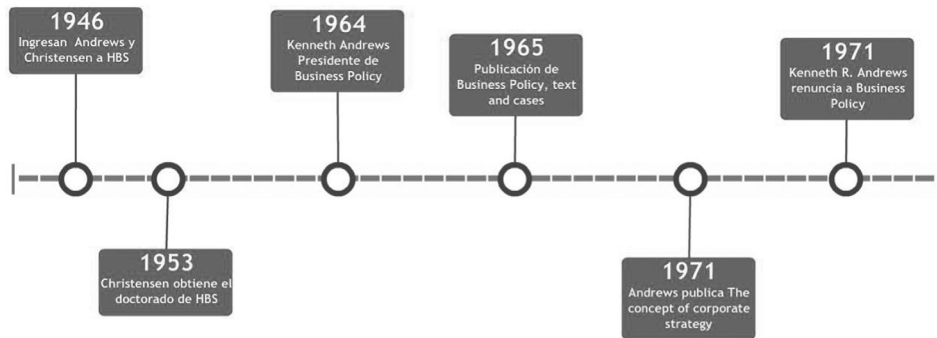 1946
Ingresan Andrews y
Christensen a HBS
1953
Christensen obtiene el
doctorado de HBS
1964
Kenneth Andrews
Presidente de
Business Policy
1965
Publicación de
Business Policy, text
and cases
1971
Andrews publica The
concept of corporate
strategy
1971
Kenneth R. Andrews
renuncia a Business
Policy